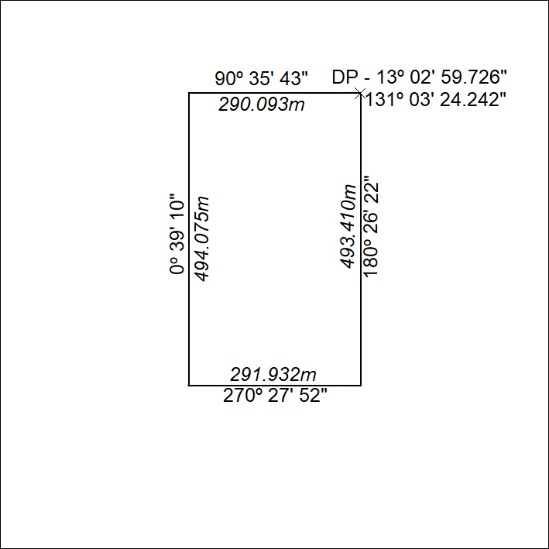 90º 35' 43"
DP - 13º 02' 59.726"
290.093m
131º 03' 24.242"
0º 39' 10"
494.075m
493.410m
180º 26' 22"
291.932m
270º 27' 52"